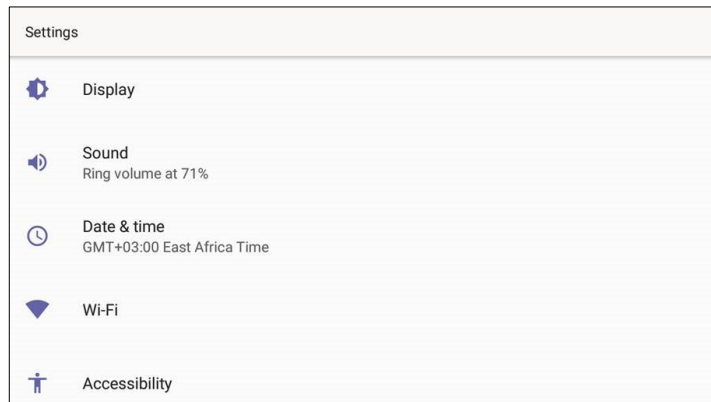 Settings
Display
Sound
Ring volume at 71%
Date & time
GMT+03:00 East Africa Time
Wi-Fi
Accessibility